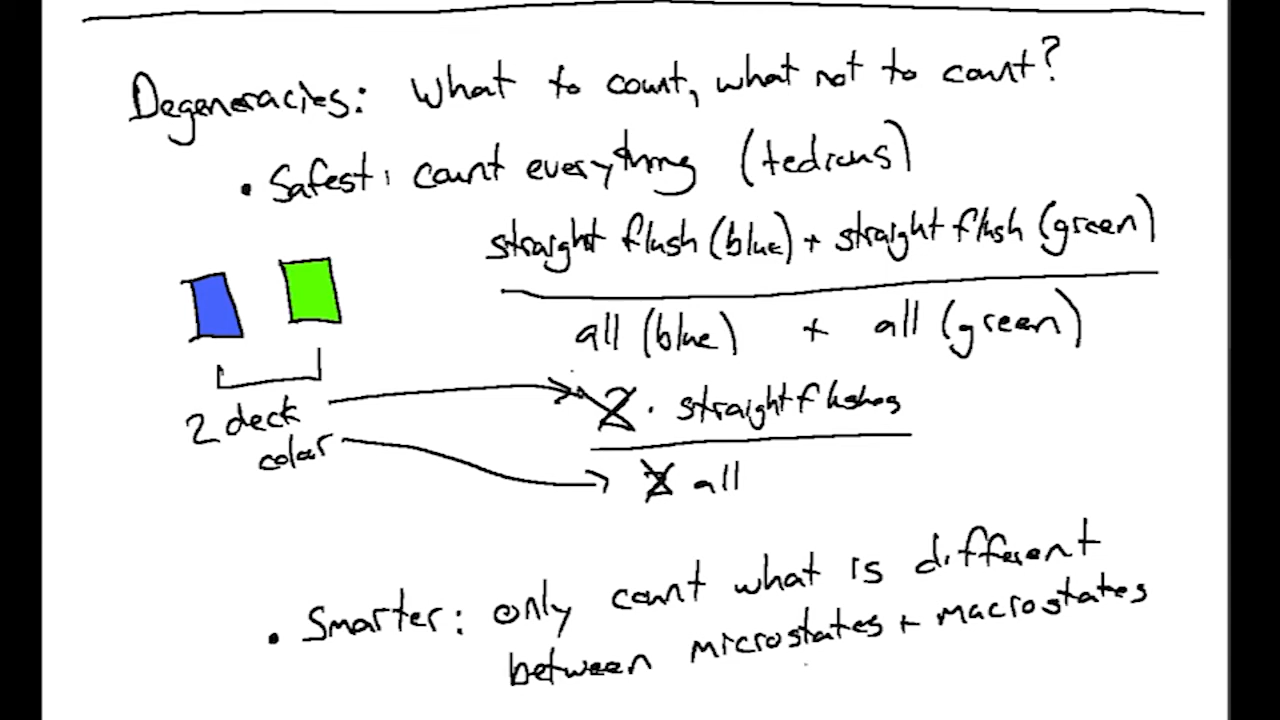 Degeneracies: What to count, what not to count?
• Safest: count everything (tedious)
straight flush (blue) + straight flush (green)
all (blue) + all (green)
2 deck color
2 · straight flushes
2 all
• Smarter: only count what is different
between microstates + macrostates